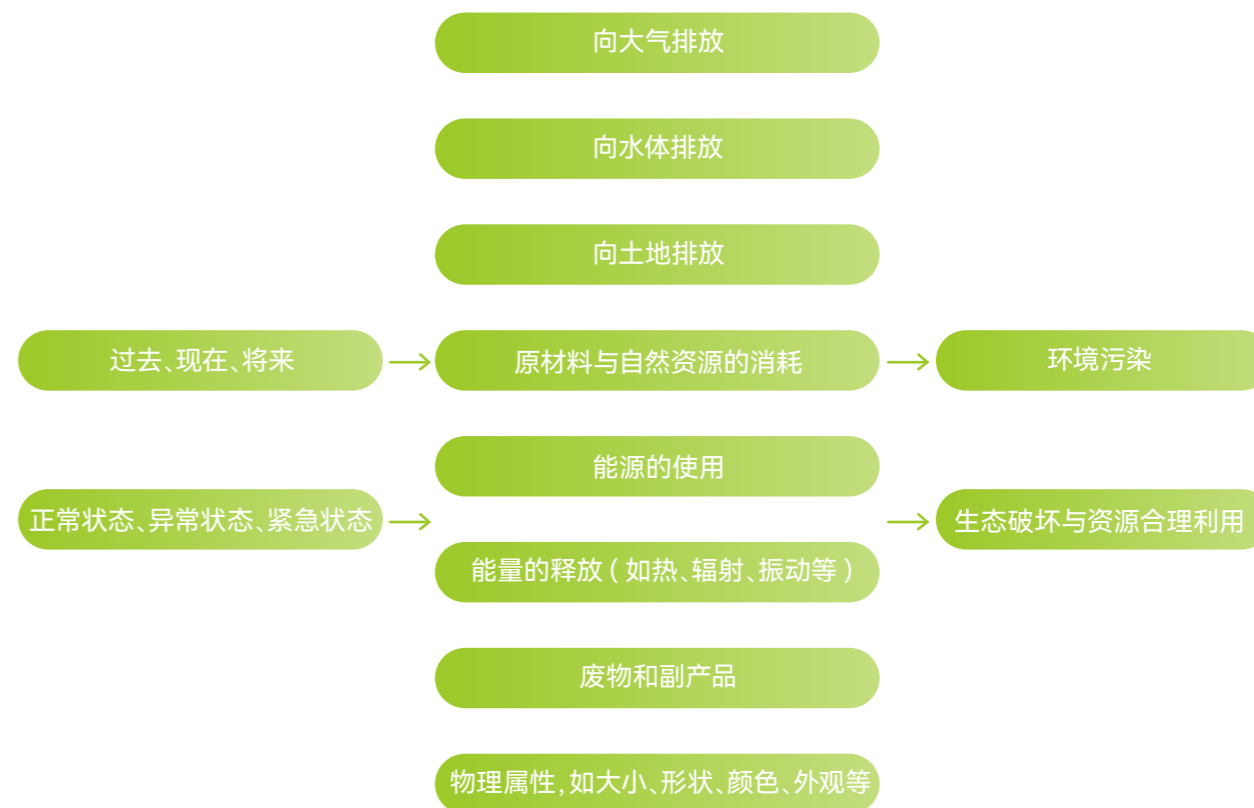 向大气排放
向水体排放
向土地排放
过去、现在、将来
原材料与自然资源的消耗
环境污染
能源的使用
正常状态、异常状态、紧急状态
生态破坏与资源合理利用
能量的释放(如热、辐射、振动等)
废物和副产品
物理属性,如大小、形状、颜色、外观等